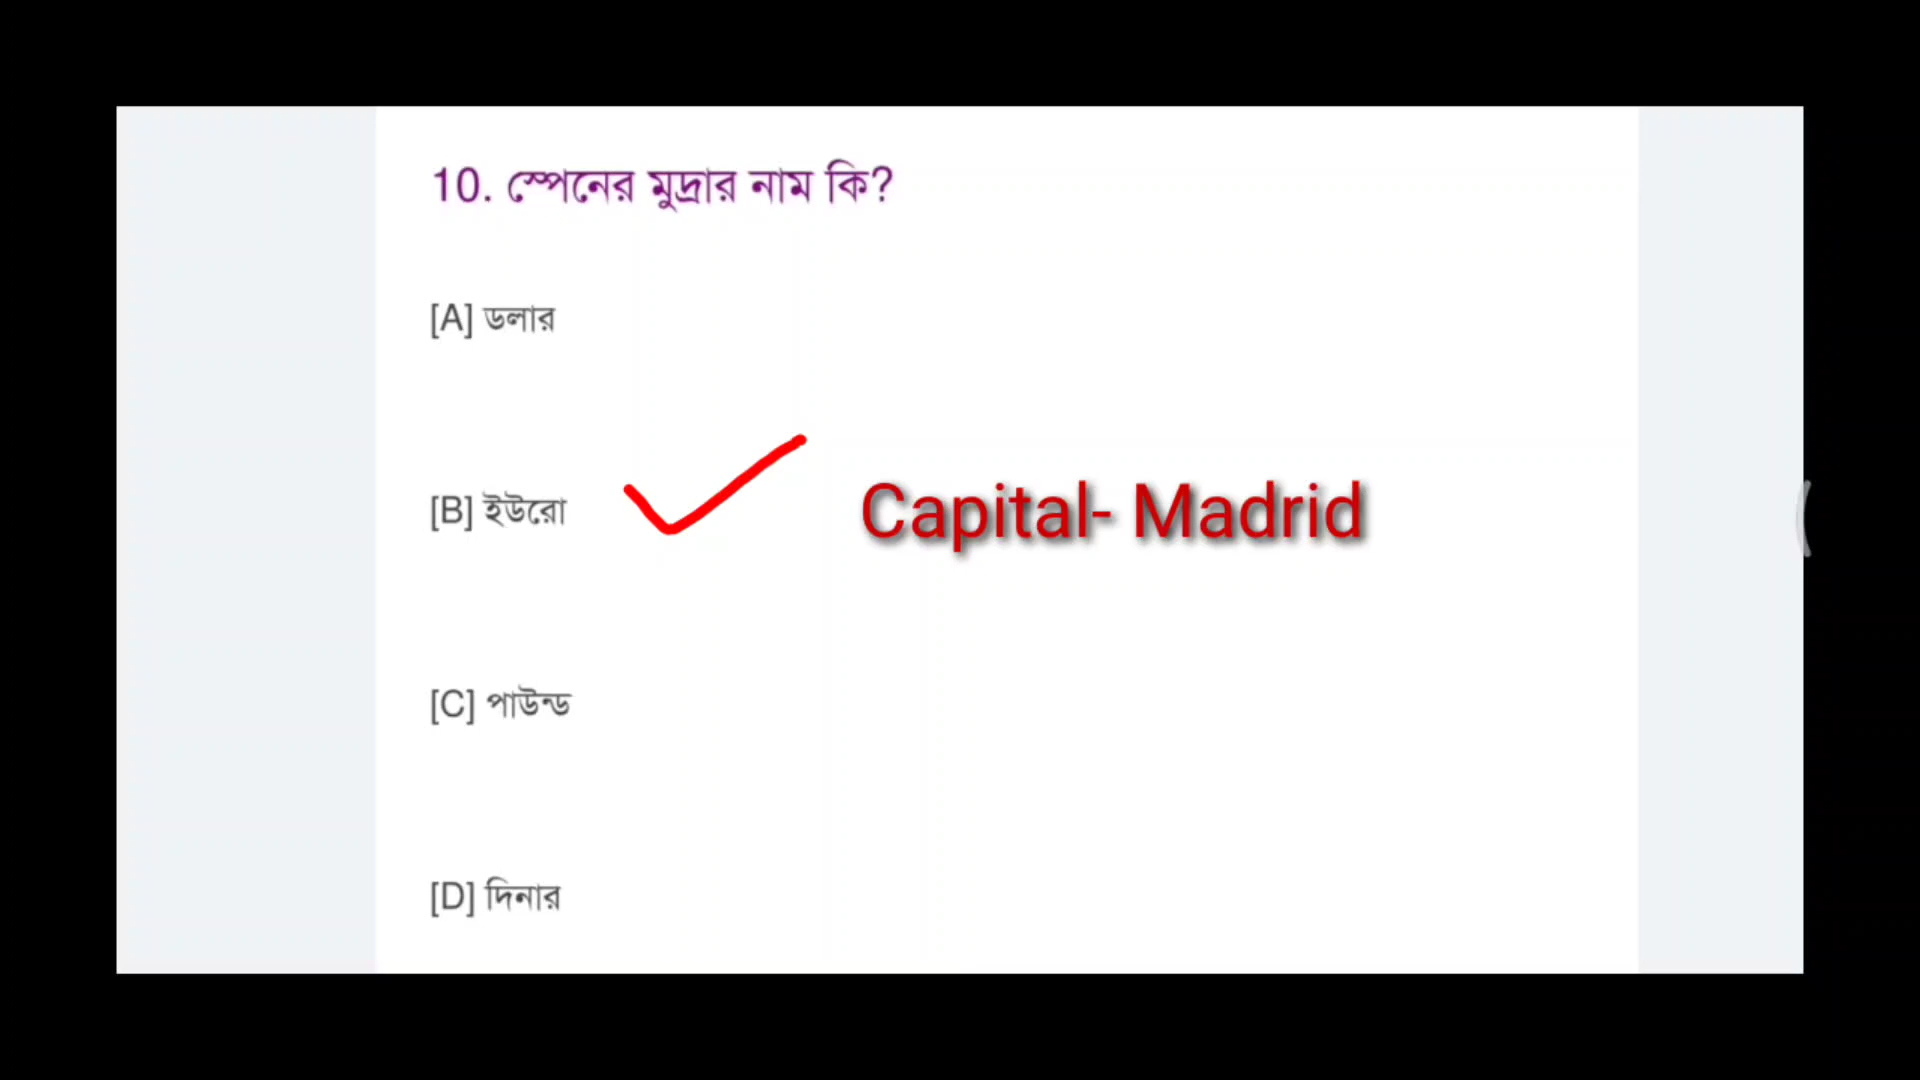 10. স্পেনের মুদ্রার নাম কি?
[A] ডলার
[B] ইউরো
Capital- Madrid
[C] পাউন্ড
[D] দিনার